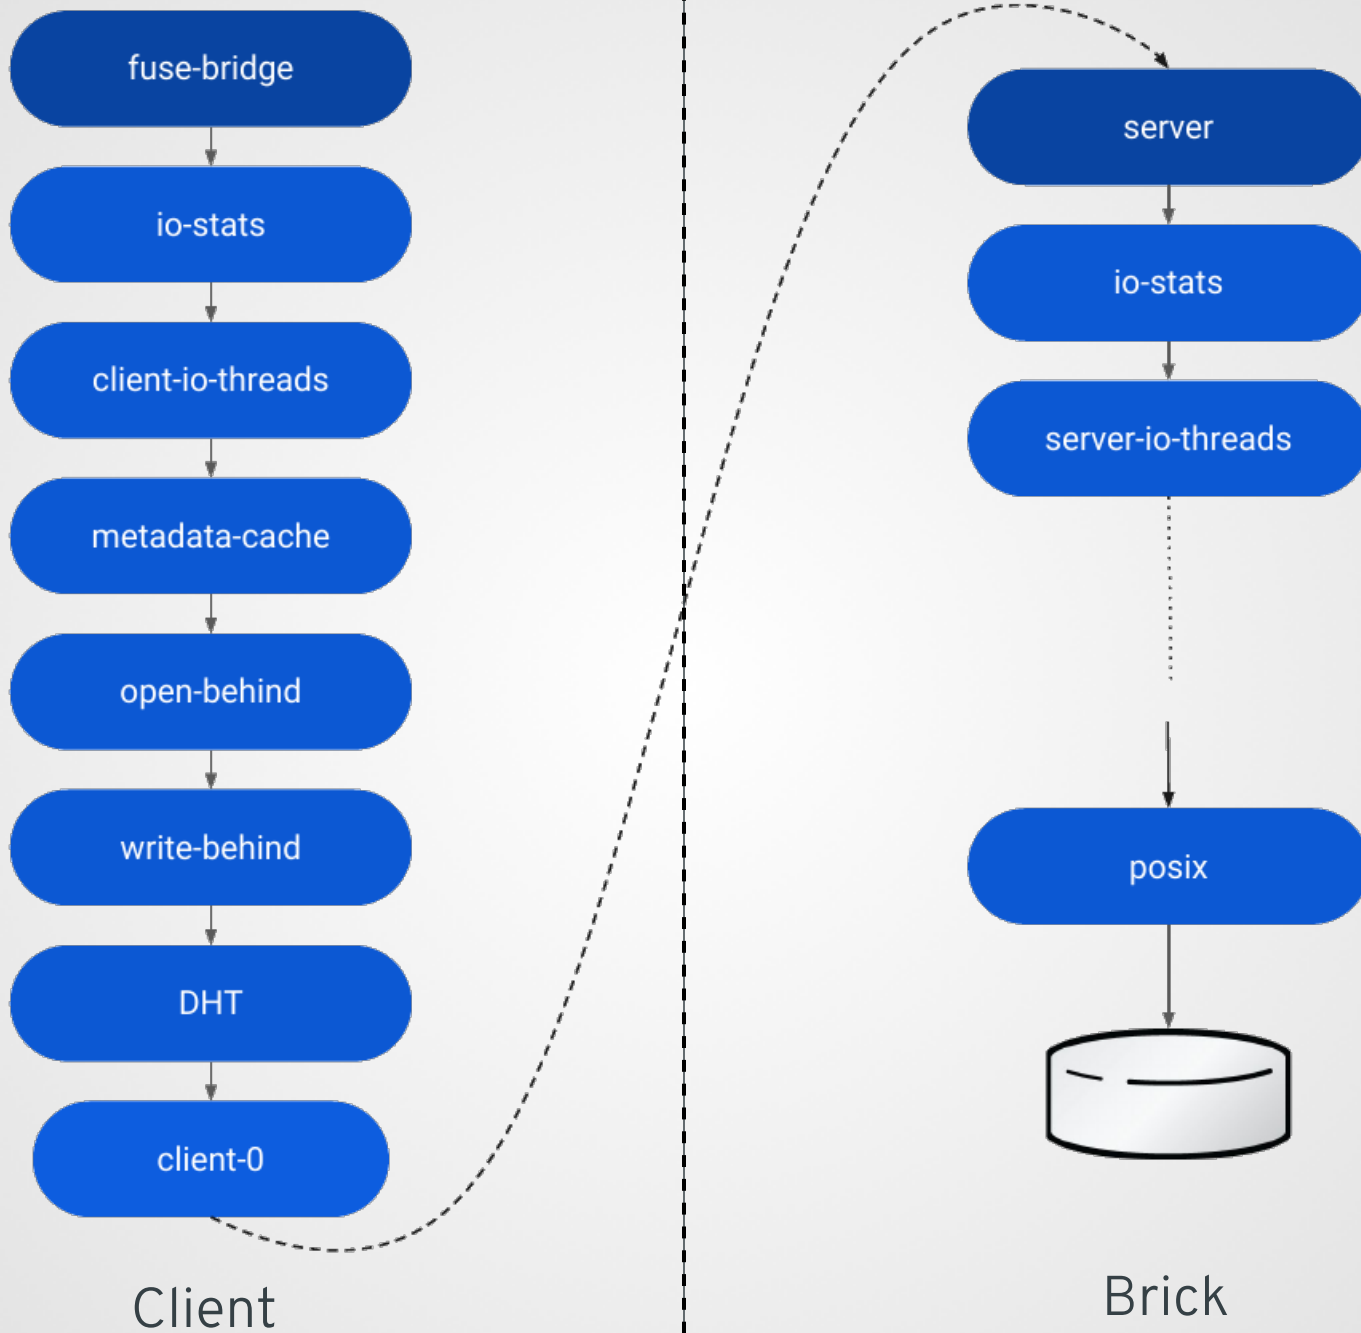 fuse-bridge
io-stats
client-io-threads
metadata-cache
open-behind
write-behind
DHT
client-0
Client
server
io-stats
server-io-threads
posix
Brick